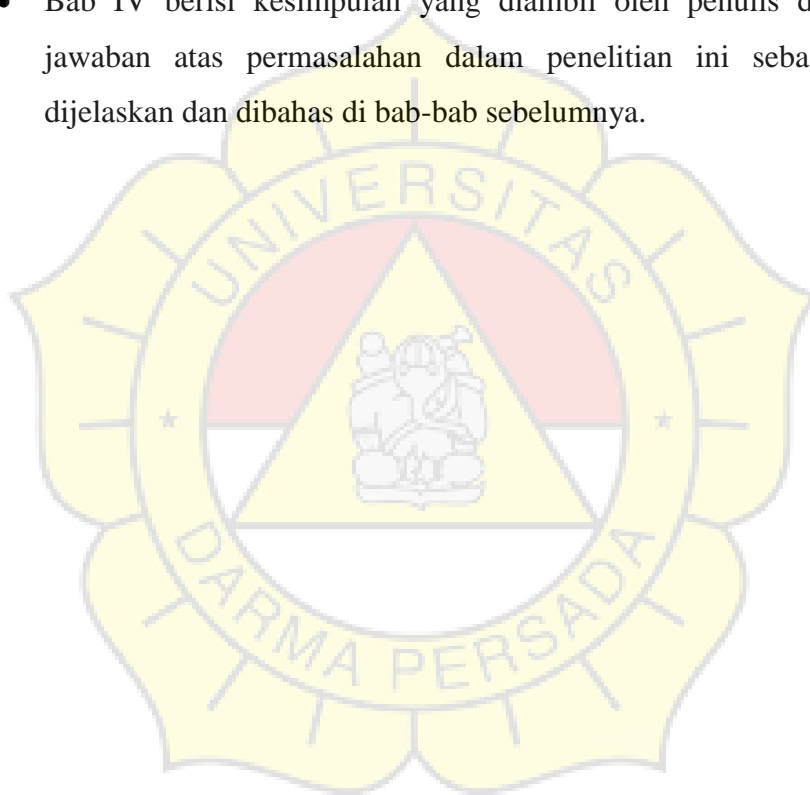 • Bab IV berisi kesimpulan yang diambil oleh penulis
jawaban atas permasalahan dalam penelitian ini
dijelaskan dan dibahas di bab-bab sebelumnya.
UNIVERSITAS
DARMA PERSADA